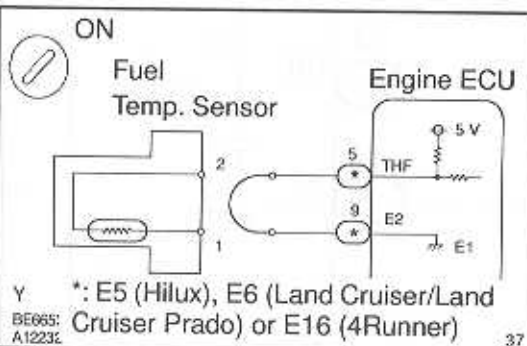 ON
Fuel
Temp. Sensor
Engine ECU
5 V
2
5
THF
*
9
E2
*
1
E1
Y
*: E5 (Hilux), E6 (Land Cruiser/Land
Cruiser Prado) or E16 (4Runner)
37